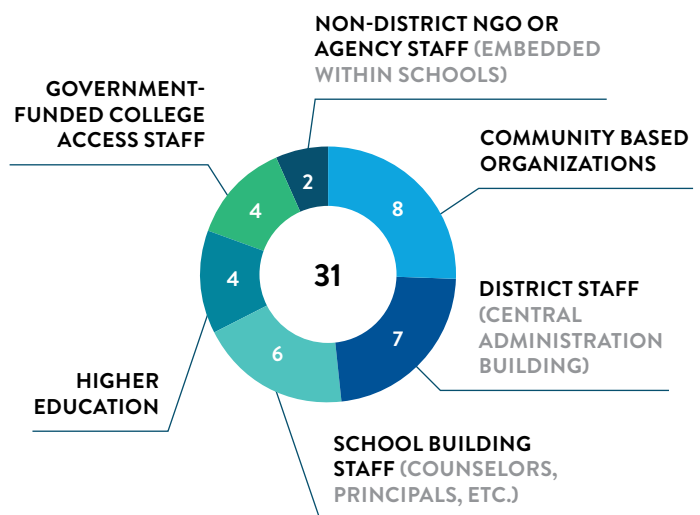 NON-DISTRICT NGO OR
AGENCY STAFF (EMBEDDED
WITHIN SCHOOLS)
GOVERNMENT-
FUNDED COLLEGE
ACCESS STAFF
COMMUNITY BASED
ORGANIZATIONS
2
8
4
31
4
7
6
DISTRICT STAFF
(CENTRAL
ADMINISTRATION
BUILDING)
HIGHER
EDUCATION
SCHOOL BUILDING
STAFF (COUNSELORS,
PRINCIPALS, ETC.)